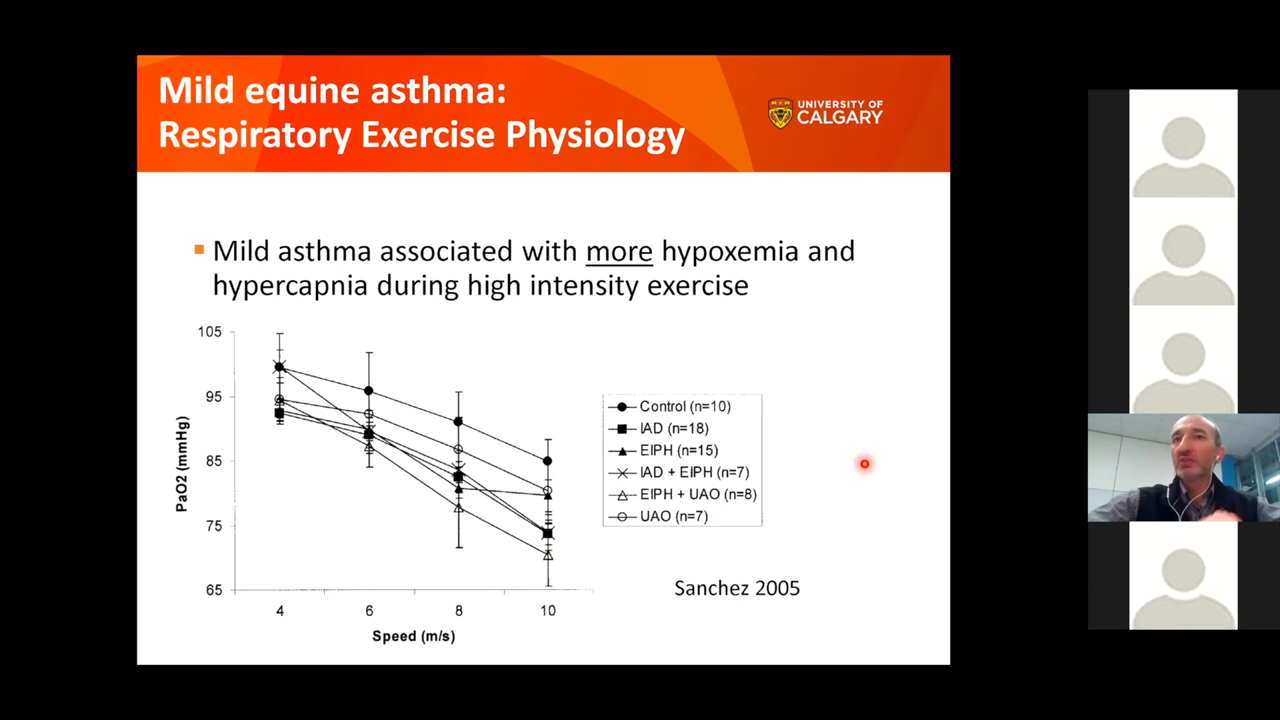 Mild equine asthma:
Respiratory Exercise Physiology
UNIVERSITY OF
CALGARY
Mild asthma associated with more hypoxemia and
hypercapnia during high intensity exercise
105
95
85
75
65
PaO2 (mmHg)
4 6 8 10
Speed (m/s)
Control (n=10)
IAD (n=18)
EIPH (n=15)
IAD + EIPH (n=7)
EIPH + UAO (n=8)
UAO (n=7)
Sanchez 2005